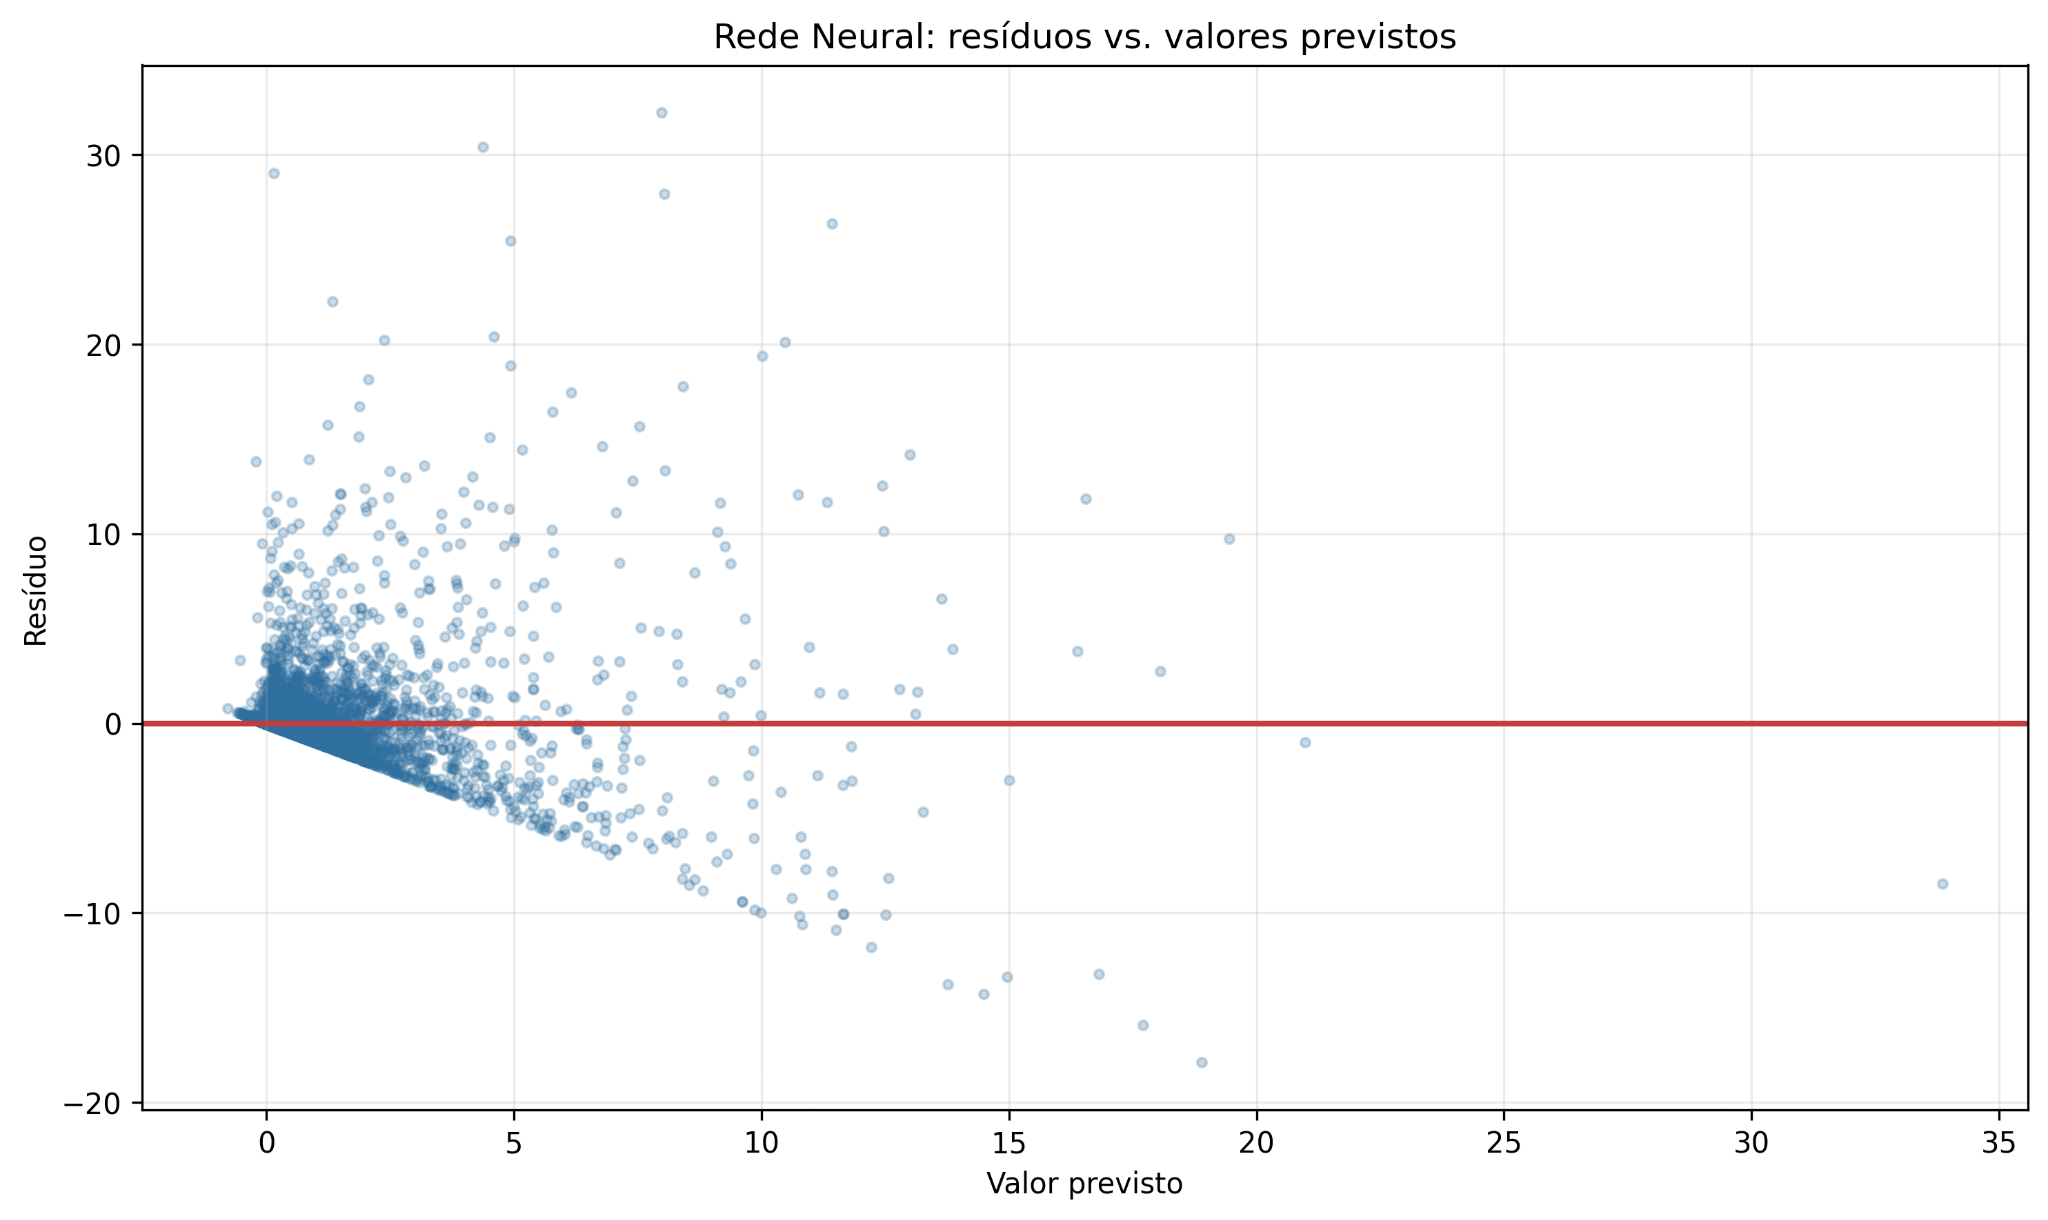 Rede Neural: resíduos vs. valores previstos
Resíduo
30
20
10
0
−10
−20
0 5 10 15 20 25 30 35
Valor previsto